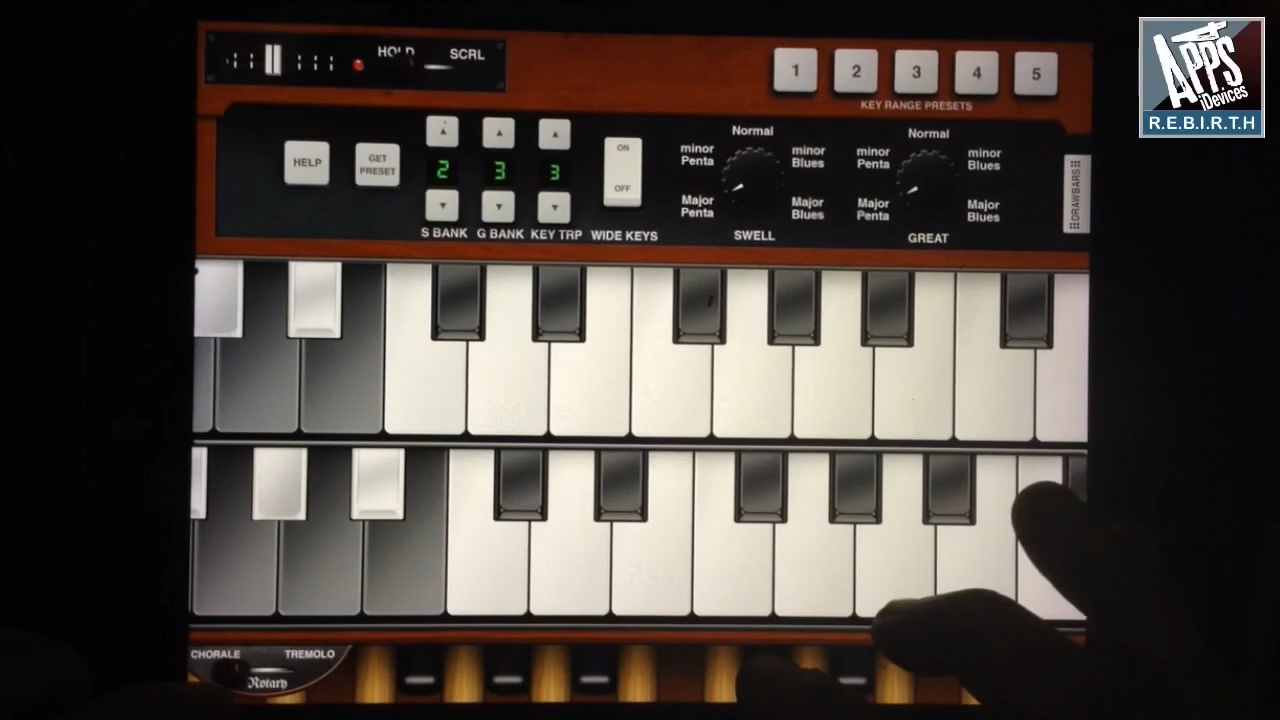 HOLD
SCRL
1 2 3 4 5
KEY RANGE PRESETS
APPS
iDevices
R.E.B.I.R.T.H
HELP
GET
PRESET
2 3 3
S BANK G BANK KEY TRP WIDE KEYS
ON
OFF
Normal
minor
Penta
minor
Blues
Major
Penta
Major
Blues
SWELL
Normal
minor
Penta
minor
Blues
Major
Penta
Major
Blues
GREAT
DRAWBARS
CHORALE TREMOLO
Rotary